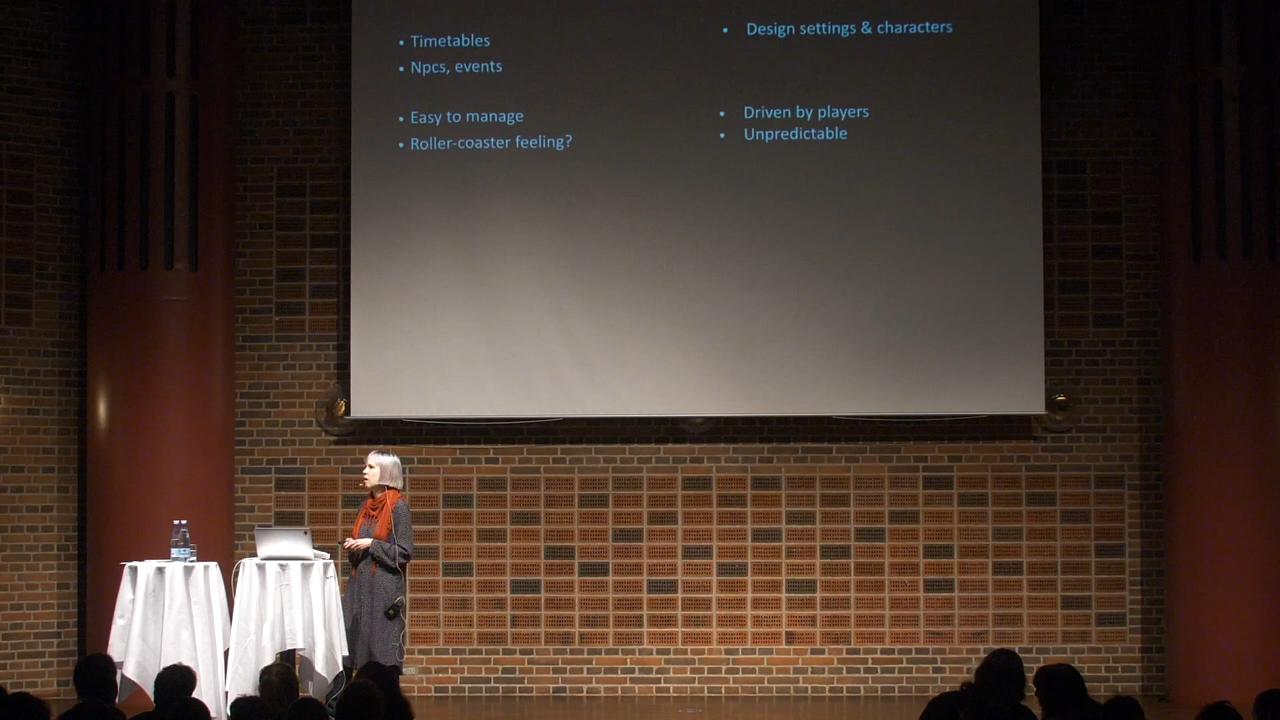 • Timetables
• Npcs, events
• Easy to manage
• Roller-coaster feeling?
• Design settings & characters
• Driven by players
• Unpredictable